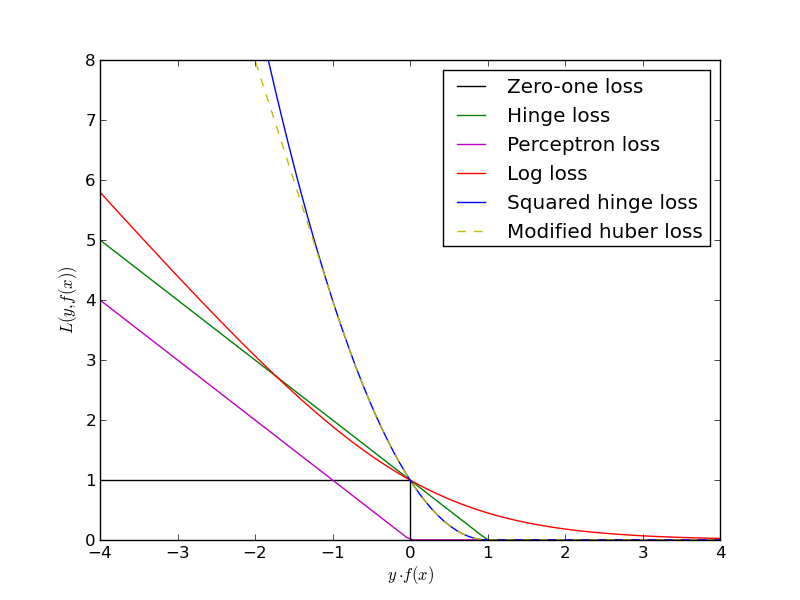 8
7
6
5
4
3
2
1
0
L(y, f(x))
Zero-one loss
Hinge loss
Perceptron loss
Log loss
Squared hinge loss
Modified huber loss
−4 −3 −2 −1 0 1 2 3 4
y · f(x)